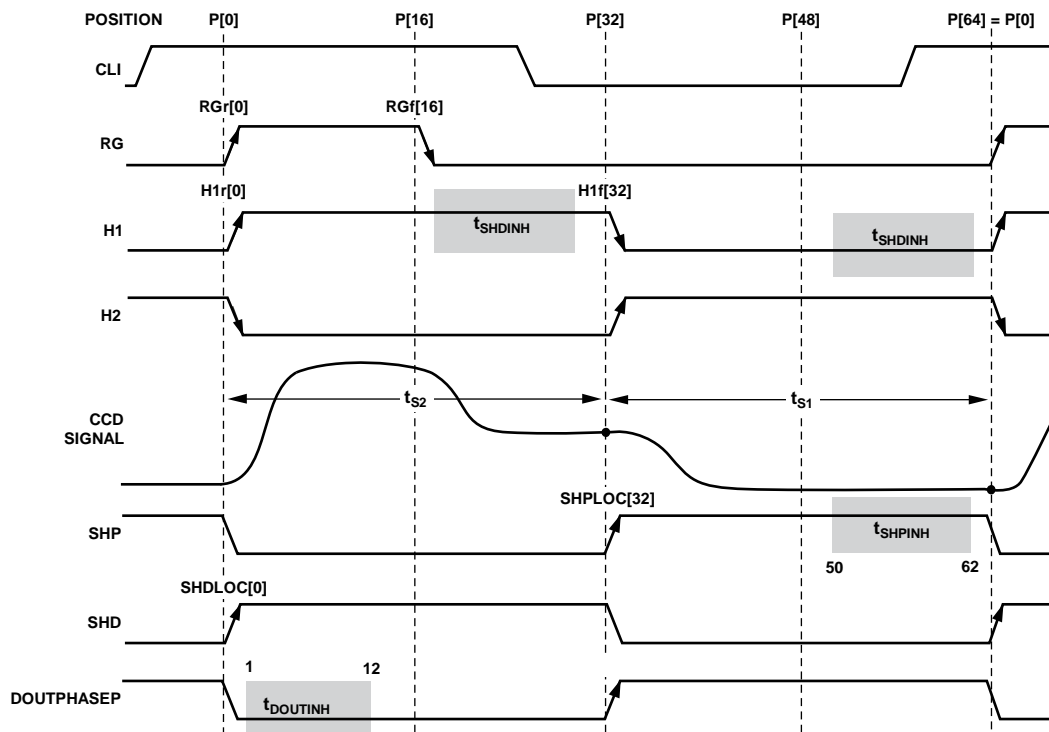 POSITION P[0] P[16] P[32] P[48] P[64] = P[0]
CLI
RGr[0] RGf[16]
RG
H1r[0] H1f[32]
H1 tSHDINH tSHDINH
H2
tS2 tS1
CCD
SIGNAL
SHPLOC[32]
SHP tSHPINH
50 62
SHDLOC[0]
SHD
1 12
DOUTPHASEP tDOUTINH